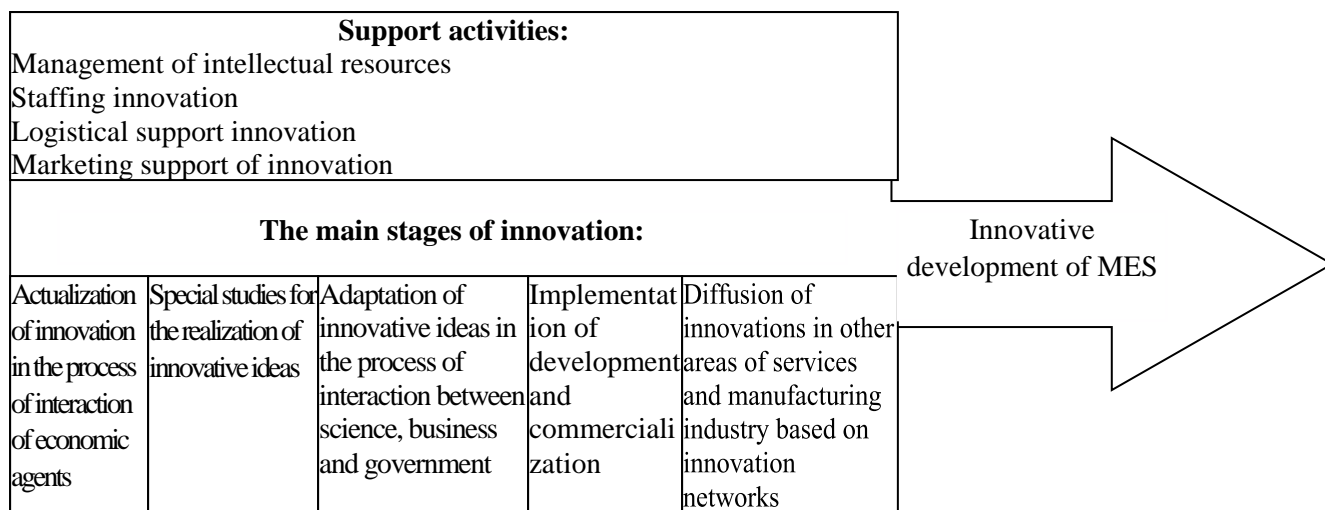 Support activities:
Management of intellectual resources
Staffing innovation
Logistical support innovation
Marketing support of innovation
The main stages of innovation:
Actualization
of innovation
in the process
of interaction
of economic
agents
Special studies for
the realization of
innovative ideas
Adaptation of
innovative ideas in
the process of
interaction between
science, business
and government
Implementat
ion of
development
and
commerciali
zation
Diffusion of
innovations in other
areas of services
and manufacturing
industry based on
innovation
networks
Innovative
development of MES